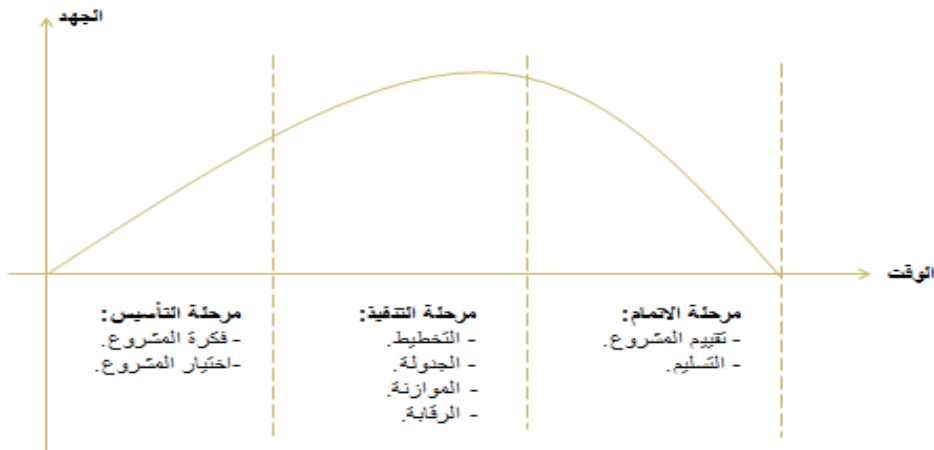 الجهد
الوقت
مرحلة التأسيس:
- فكرة المشروع.
-اختيار المشروع.
مرحلة التنفيذ:
- التخطيط.
- الجدولة.
- الموازنة.
- الرقابة.
مرحلة الاتمام:
- تقييم المشروع.
- التسليم.